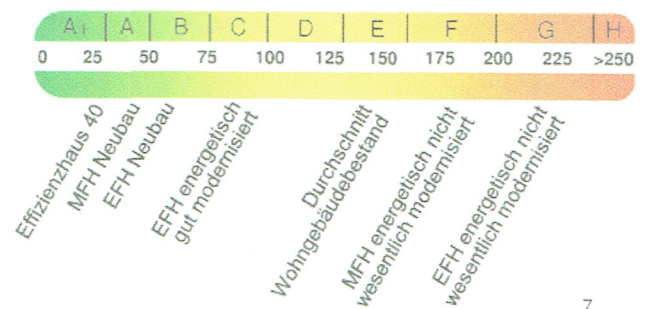 A+ A B C D E F G H
0 25 50 75 100 125 150 175 200 225 >250
Effizienzhaus 40
MFH Neubau
EFH Neubau
EFH energetisch
gut modernisiert
Durchschnitt
Wohngebäudebestand
MFH energetisch nicht
wesentlich modernisiert
EFH energetisch nicht
wesentlich modernisiert
7